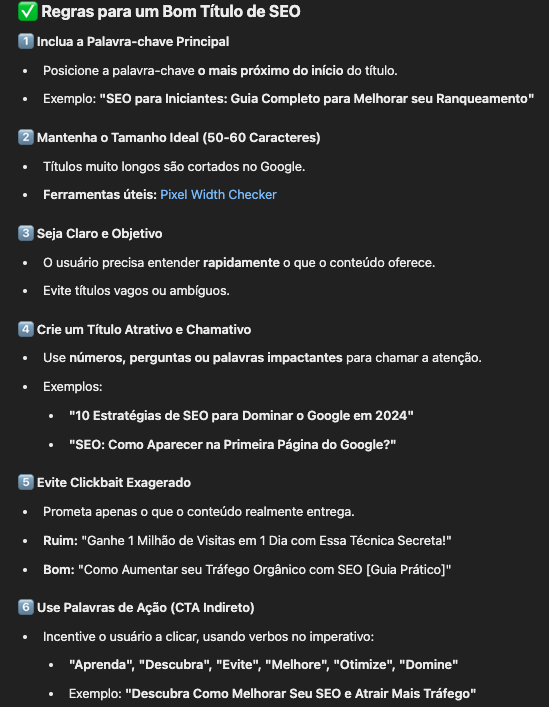 ✅ Regras para um Bom Título de SEO
1️⃣ Inclua a Palavra-chave Principal
• Posicione a palavra-chave o mais próximo do início do título.
• Exemplo: "SEO para Iniciantes: Guia Completo para Melhorar seu Ranqueamento"
2️⃣ Mantenha o Tamanho Ideal (50-60 Caracteres)
• Títulos muito longos são cortados no Google.
• Ferramentas úteis: Pixel Width Checker
3️⃣ Seja Claro e Objetivo
• O usuário precisa entender rapidamente o que o conteúdo oferece.
• Evite títulos vagos ou ambíguos.
4️⃣ Crie um Título Atrativo e Chamativo
• Use números, perguntas ou palavras impactantes para chamar a atenção.
• Exemplos:
• "10 Estratégias de SEO para Dominar o Google em 2024"
• "SEO: Como Aparecer na Primeira Página do Google?"
5️⃣ Evite Clickbait Exagerado
• Prometa apenas o que o conteúdo realmente entrega.
• Ruim: "Ganhe 1 Milhão de Visitas em 1 Dia com Essa Técnica Secreta!"
• Bom: "Como Aumentar seu Tráfego Orgânico com SEO [Guia Prático]"
6️⃣ Use Palavras de Ação (CTA Indireto)
• Incentive o usuário a clicar, usando verbos no imperativo:
• "Aprenda", "Descubra", "Evite", "Melhore", "Otimize", "Domine"
• Exemplo: "Descubra Como Melhorar Seu SEO e Atrair Mais Tráfego"